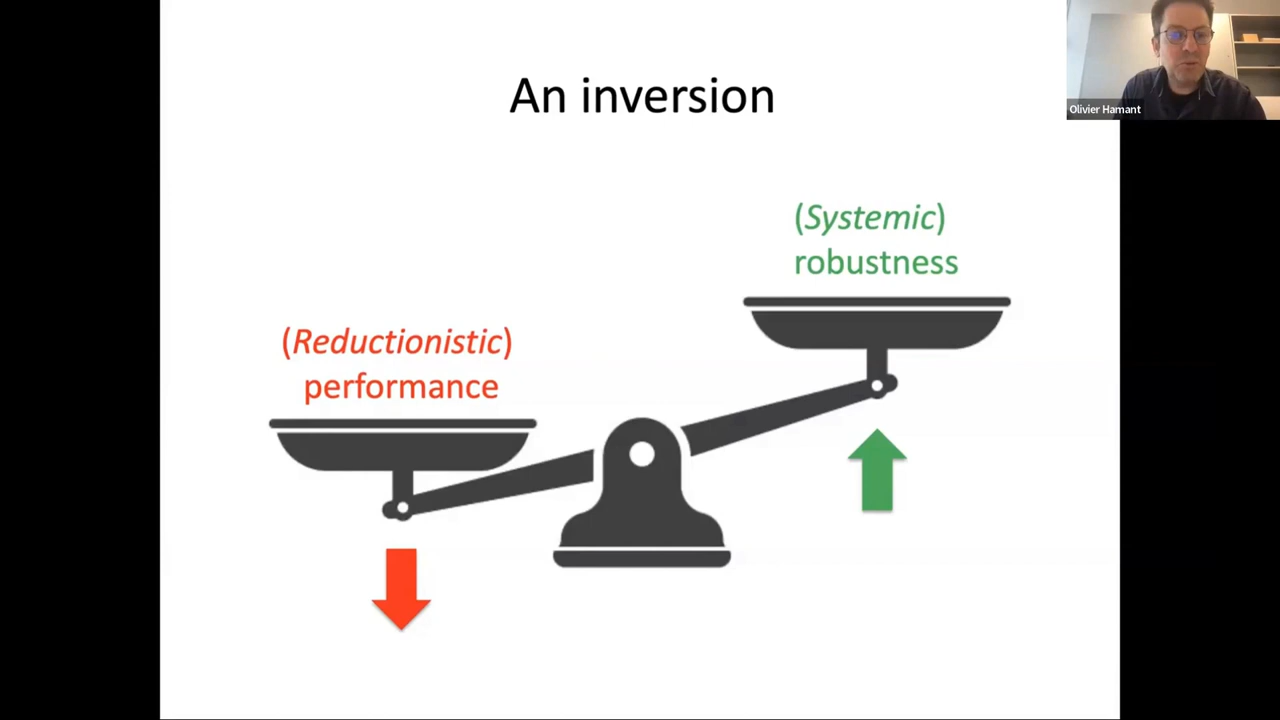 An inversion
Olivier Hamant
(Systemic)
robustness
(Reductionistic)
performance